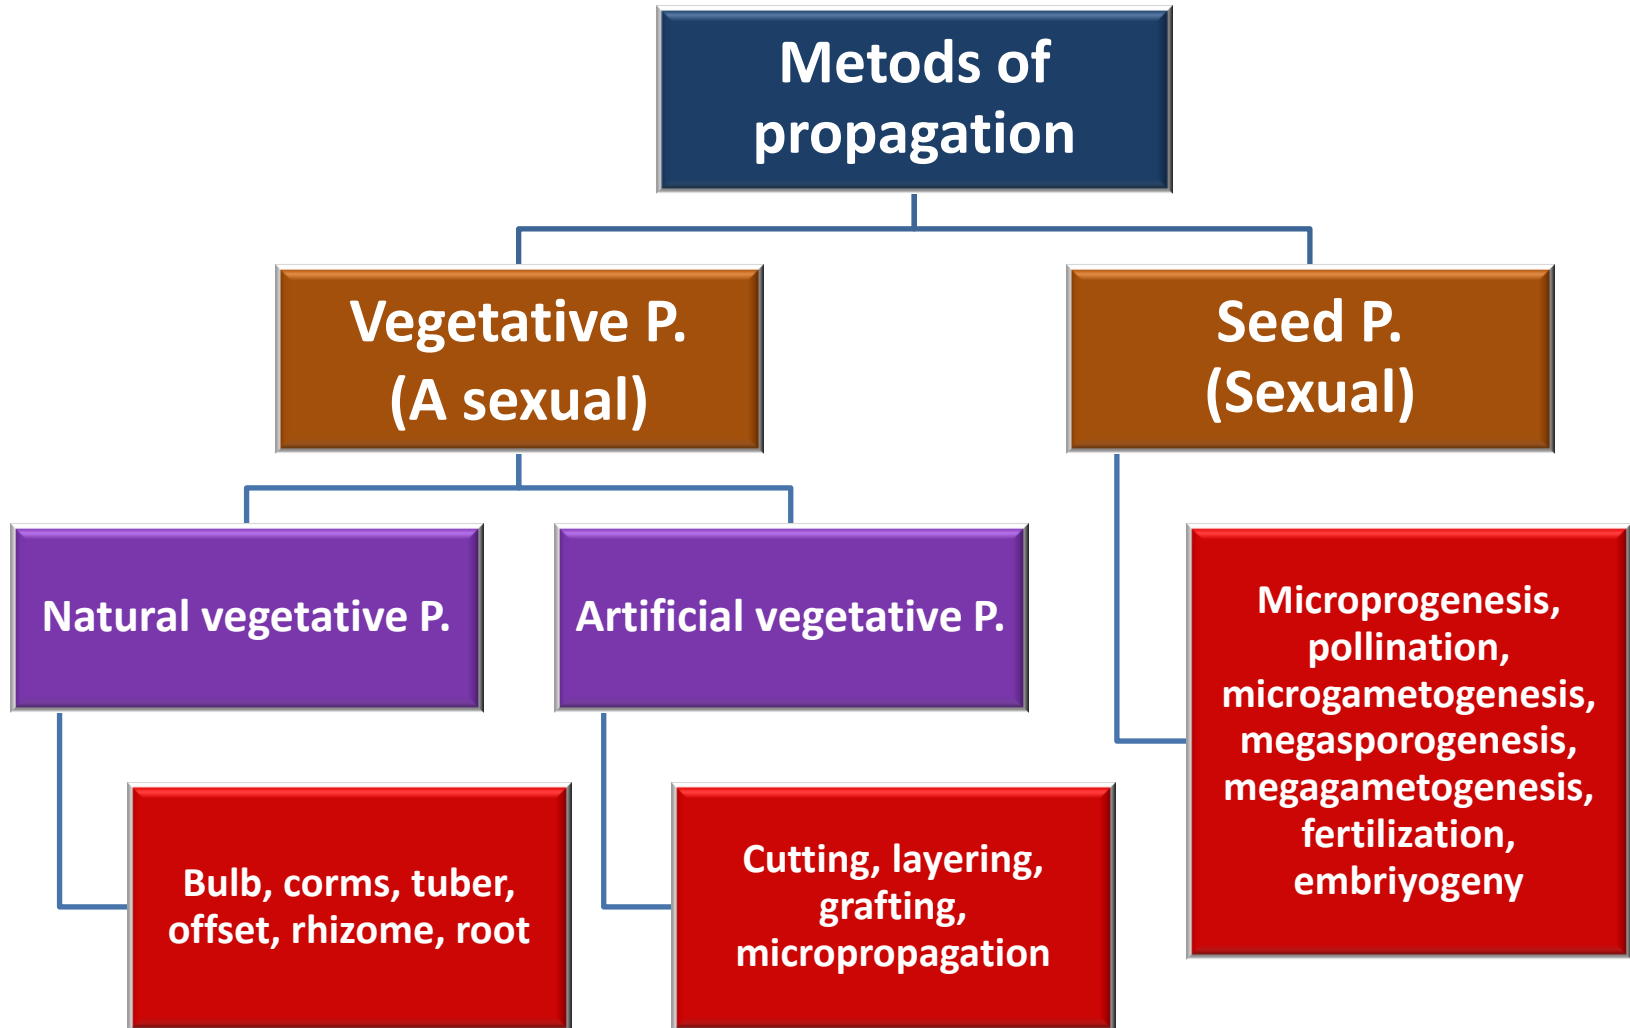 Metods of
propagation
Vegetative P.
(A sexual)
Seed P.
(Sexual)
Natural vegetative P.
Artificial vegetative P.
Microprogenesis,
pollination,
microgametogenesis,
megasporogenesis,
megagametogenesis,
fertilization,
embriyogeny
Bulb, corms, tuber,
offset, rhizome, root
Cutting, layering,
grafting,
micropropagation